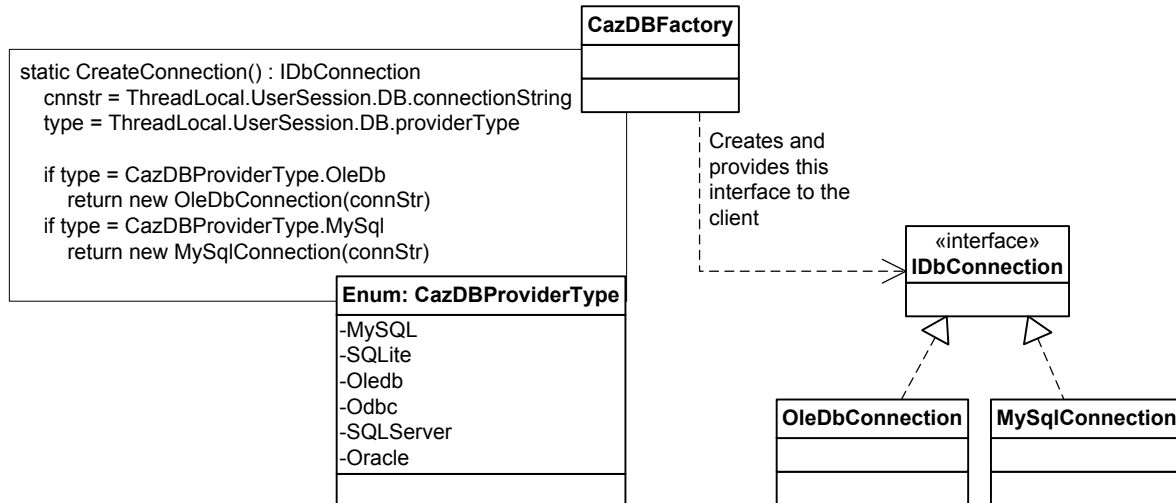 CazDBFactory
static CreateConnection() : IDbConnection
cnnstr = ThreadLocal.UserSession.DB.connectionString
type = ThreadLocal.UserSession.DB.providerType
if type = CazDBProviderType.OleDb
return new OleDbConnection(connStr)
if type = CazDBProviderType.MySql
return new MySqlConnection(connStr)
Creates and
provides this
interface to the
client
«interface»
IDbConnection
Enum: CazDBProviderType
-MySQL
-SQLite
-Oledb
-Odbc
-SQLServer
-Oracle
OleDbConnection
MySqlConnection